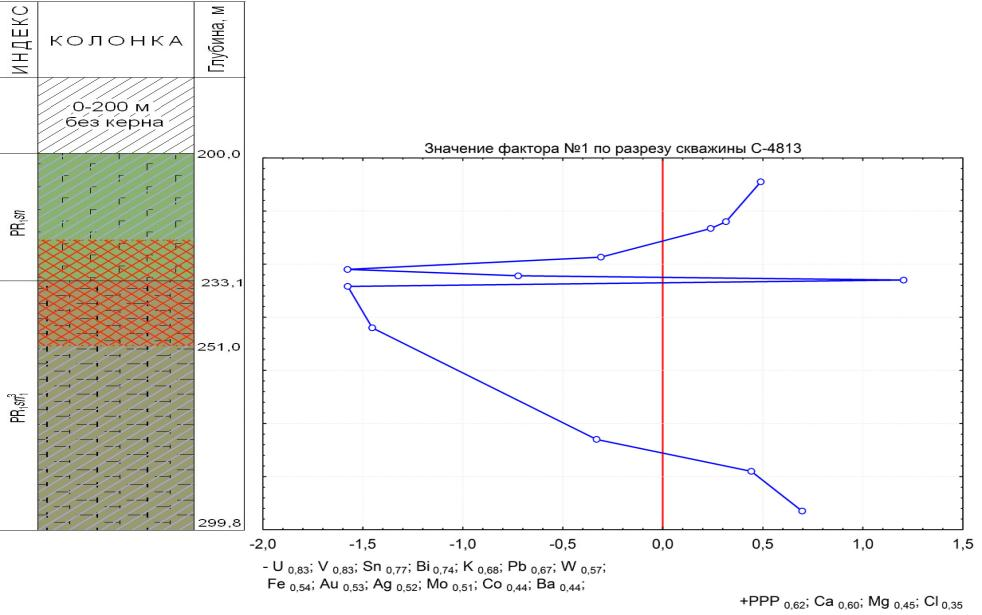 ИНДЕКС
КОЛОНКА
Глубина, м
0-200 м
без керна
200,0
PR₁sn
233,1
251,0
PR₁sn₁³
299,8
Значение фактора №1 по разрезу скважины С-4813
-2,0 -1,5 -1,0 -0,5 0,0 0,5 1,0 1,5
- U 0,83; V 0,83; Sn 0,77; Bi 0,74; K 0,68; Pb 0,67; W 0,57;
Fe 0,54; Au 0,53; Ag 0,52; Mo 0,51; Co 0,44; Ba 0,44;
+PPP 0,62; Ca 0,60; Mg 0,45; Cl 0,35